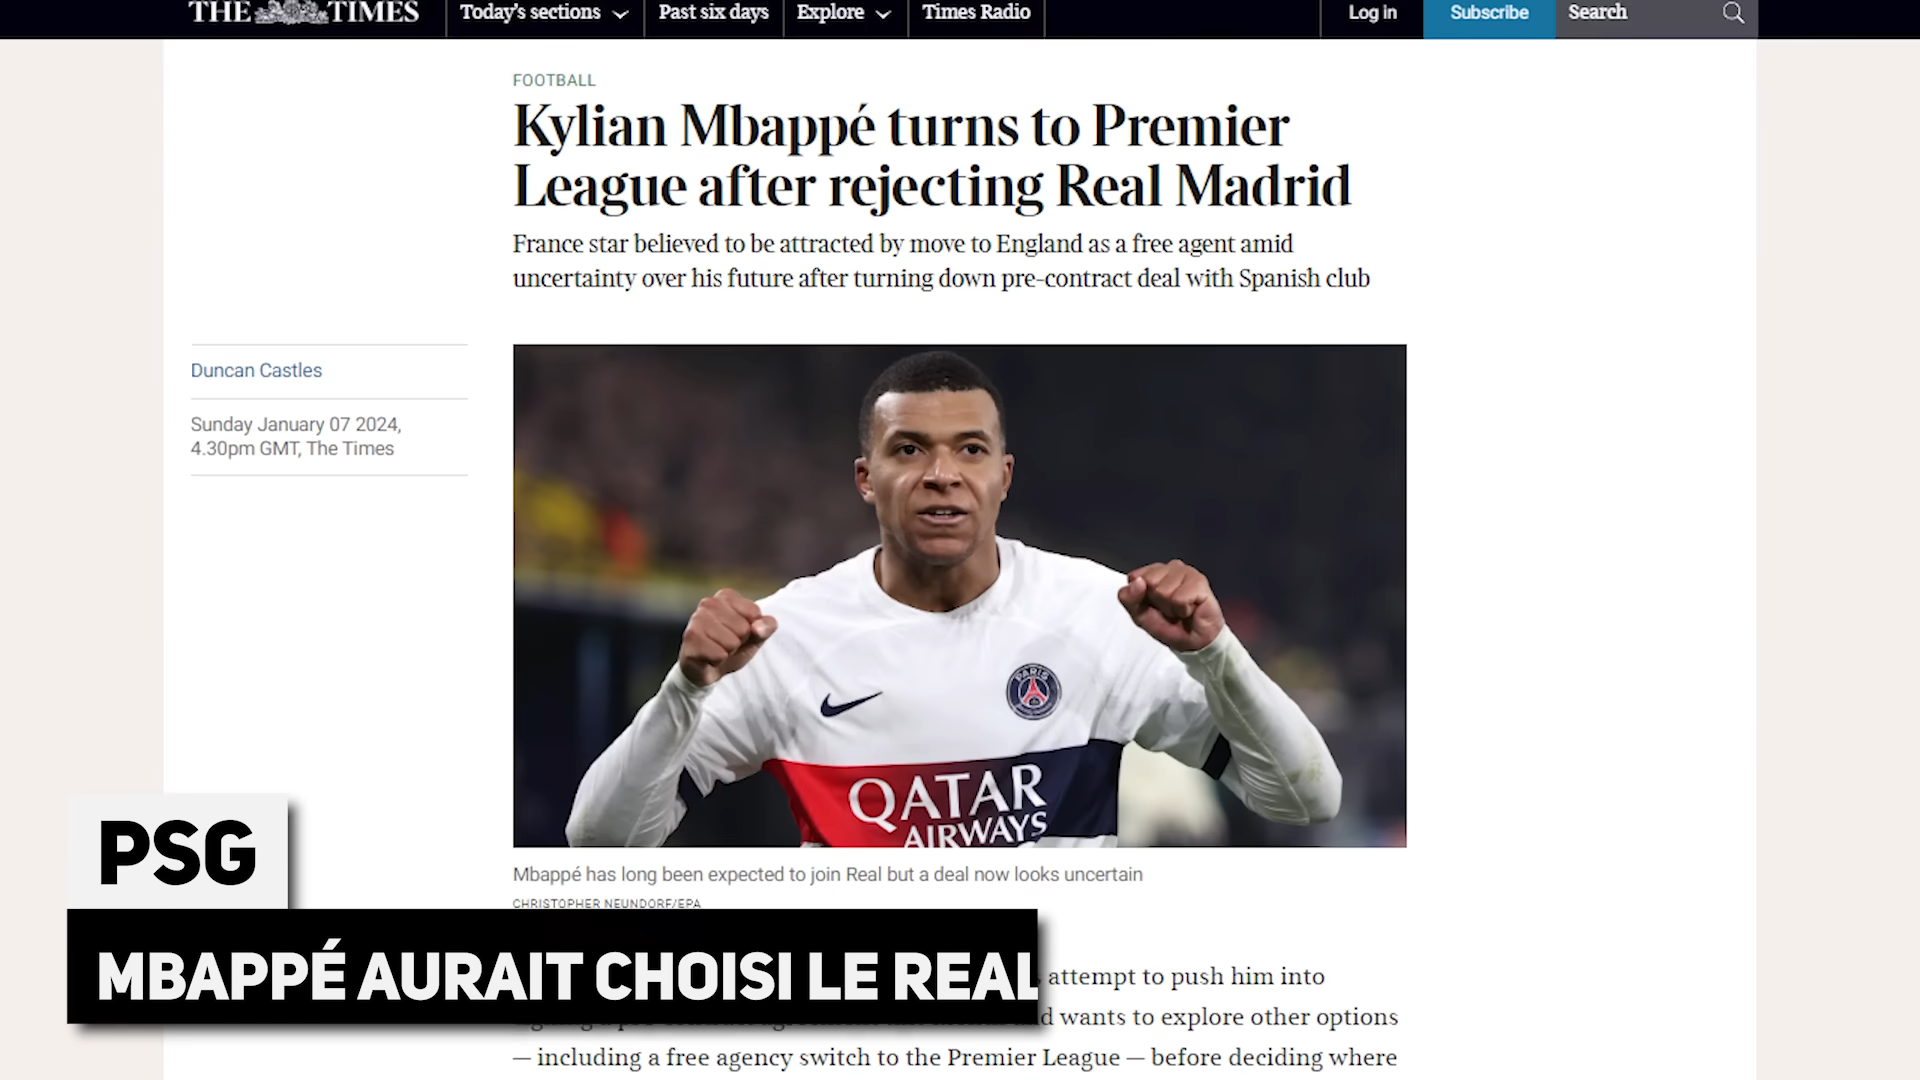 THE TIMES
Today's sections
Past six days
Explore
Times Radio
Log in
Subscribe
Search
FOOTBALL
Kylian Mbappé turns to Premier
League after rejecting Real Madrid
France star believed to be attracted by move to England as a free agent amid
uncertainty over his future after turning down pre-contract deal with Spanish club
Duncan Castles
Sunday January 07 2024,
4.30pm GMT, The Times
PARIS
QATAR
AIRWAYS
Mbappé has long been expected to join Real but a deal now looks uncertain
CHRISTOPHER NEUNDORF/EPA
PSG
MBAPPÉ AURAIT CHOISI LE REAL
attempt to push him into
wants to explore other options
— including a free agency switch to the Premier League — before deciding where